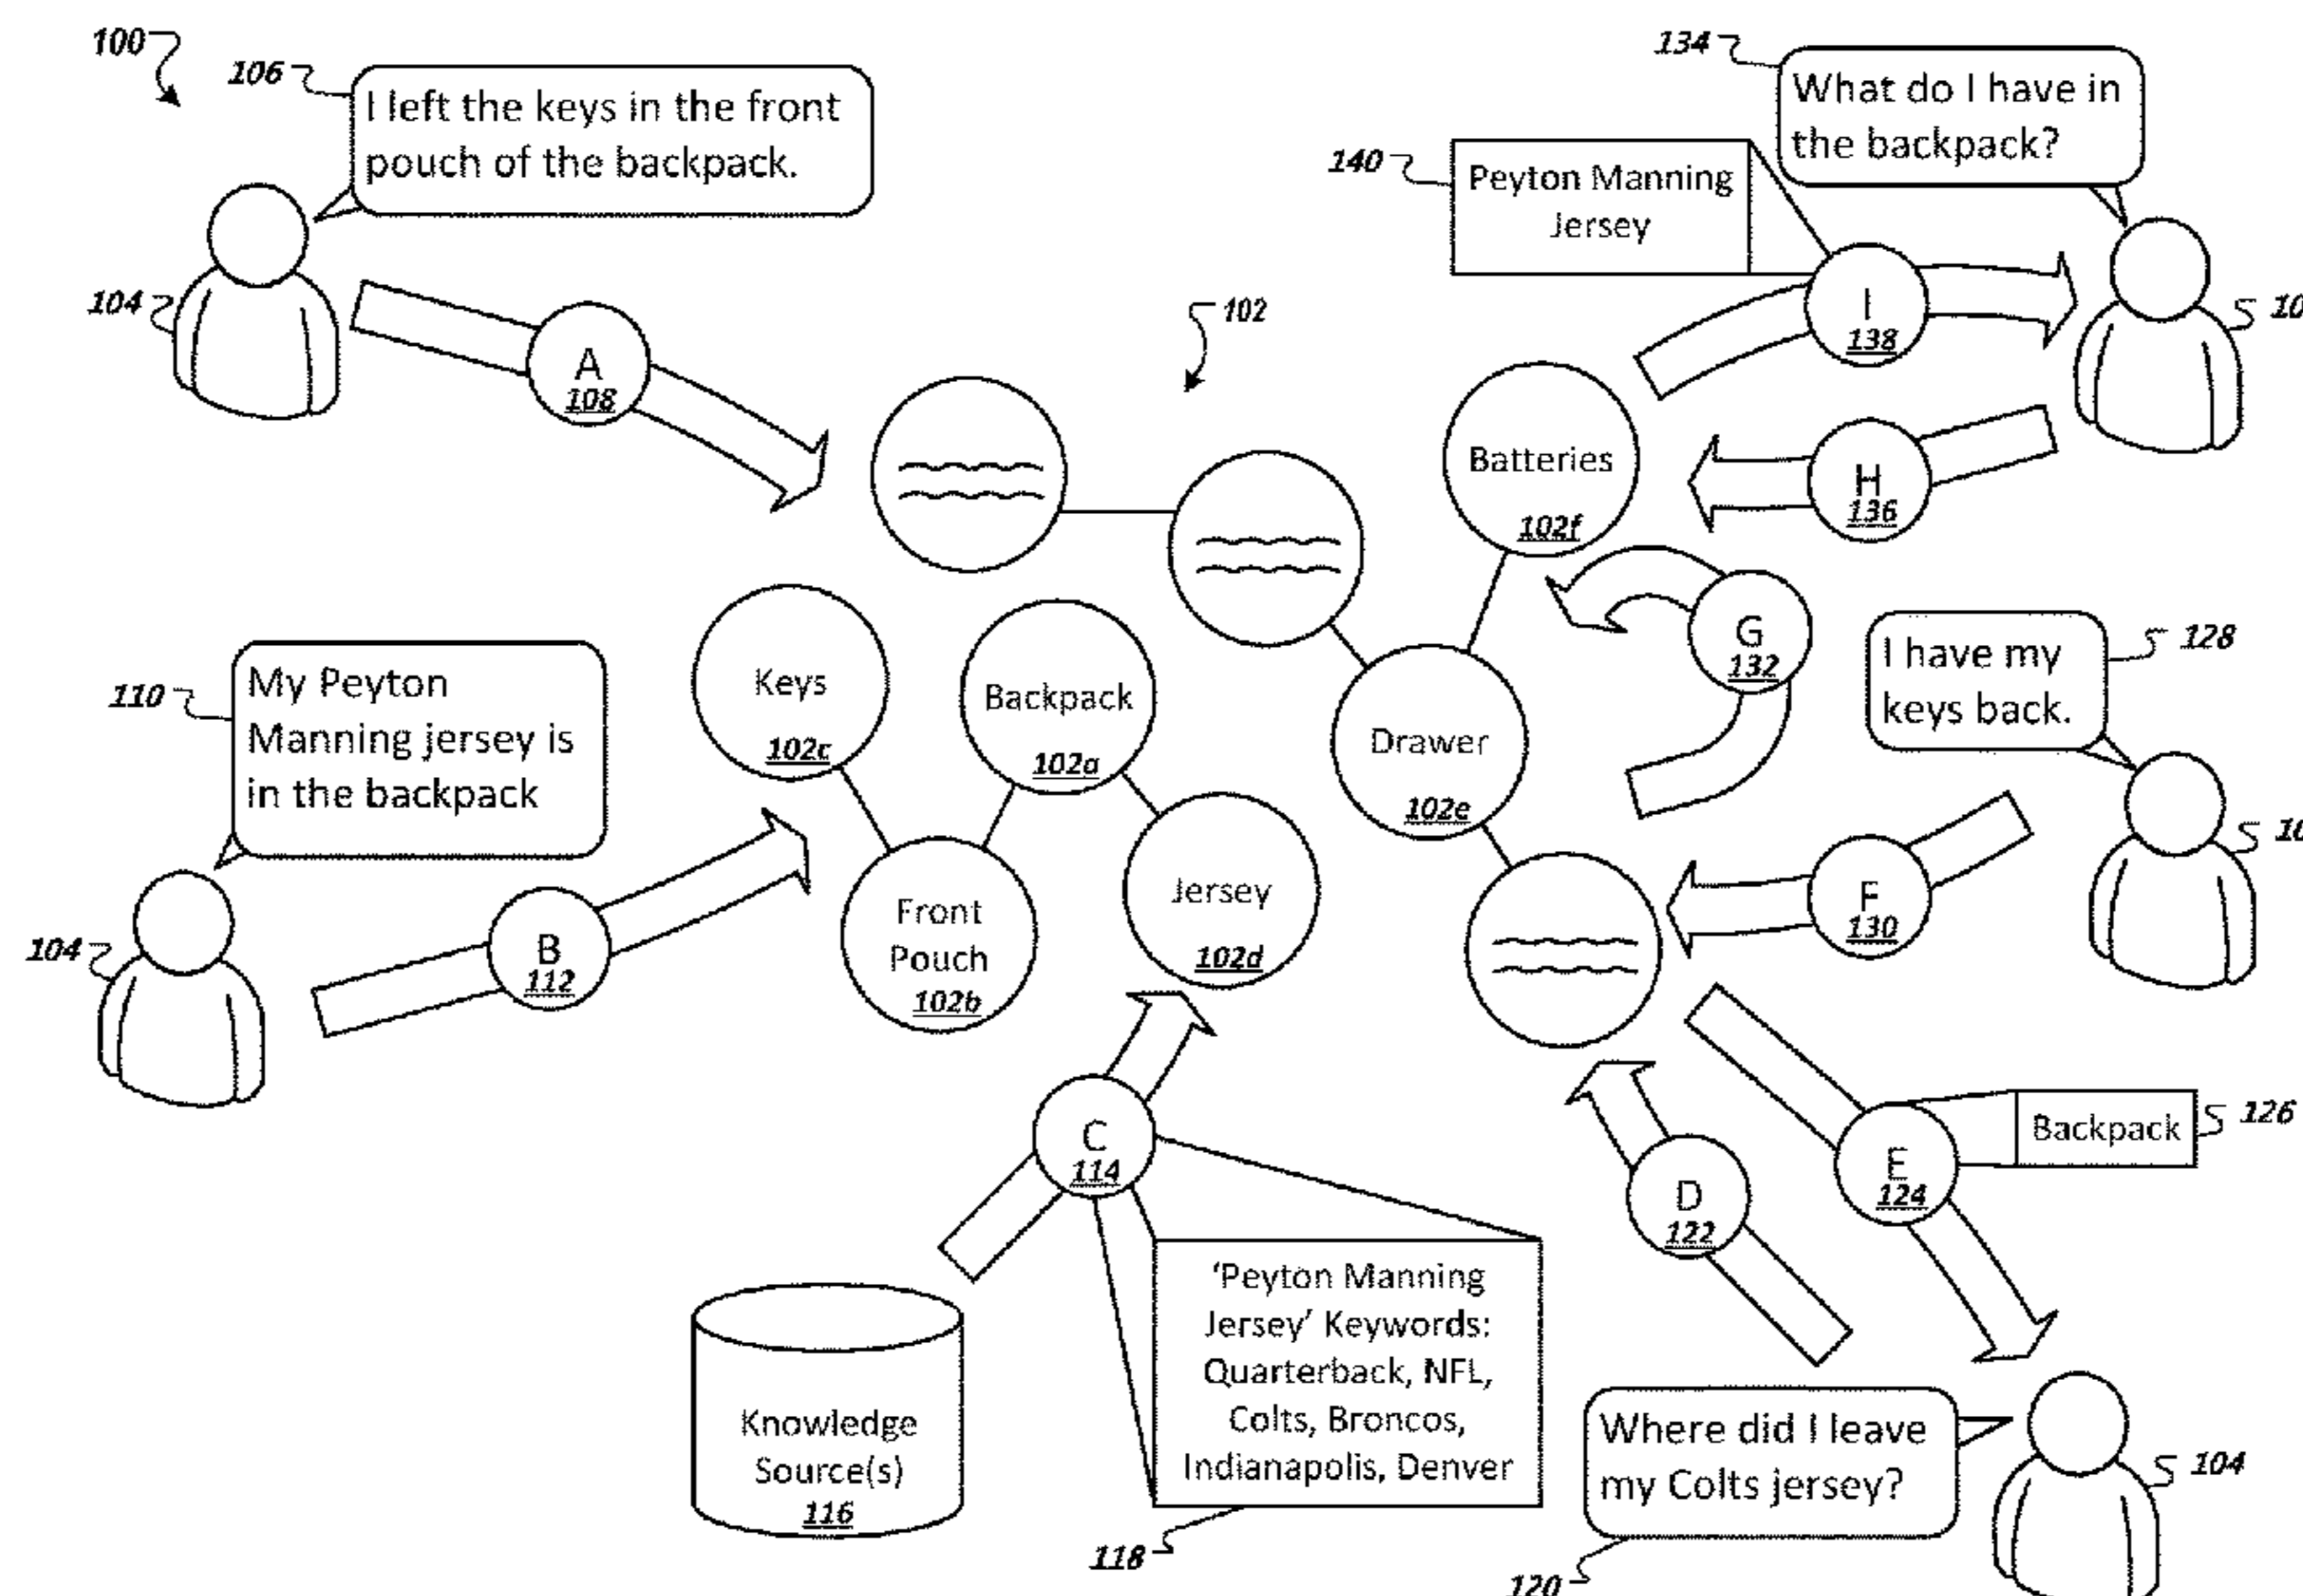 100
106
I left the keys in the front
pouch of the backpack.
104
A
108
134
What do I have in
the backpack?
140
Peyton Manning
Jersey
I
138
102
Batteries
102f
H
136
G
132
128
I have my
keys back.
110
My Peyton
Manning jersey is
in the backpack
104
B
112
Keys
102c
Backpack
102a
Drawer
102e
Front
Pouch
102b
Jersey
102d
F
130
C
114
D
122
E
124
Backpack
126
Knowledge
Source(s)
116
‘Peyton Manning
Jersey’ Keywords:
Quarterback, NFL,
Colts, Broncos,
Indianapolis, Denver
118
Where did I leave
my Colts jersey?
104
120